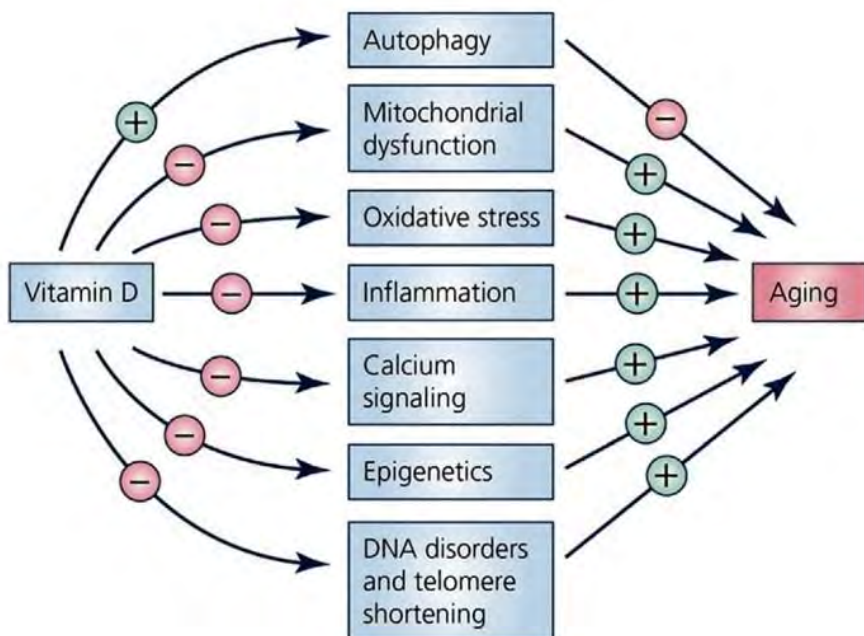 Autophagy
Mitochondrial
dysfunction
Oxidative stress
Vitamin D
Inflammation
Aging
Calcium
signaling
Epigenetics
DNA disorders
and telomere
shortening
+
−
−
−
−
−
−
−
+
+
+
+
+
+